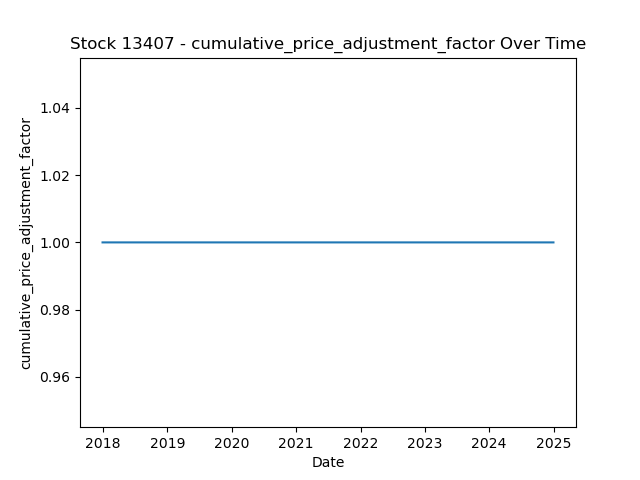 Stock 13407 - cumulative_price_adjustment_factor Over Time
cumulative_price_adjustment_factor
1.04
1.02
1.00
0.98
0.96
2018 2019 2020 2021 2022 2023 2024 2025
Date